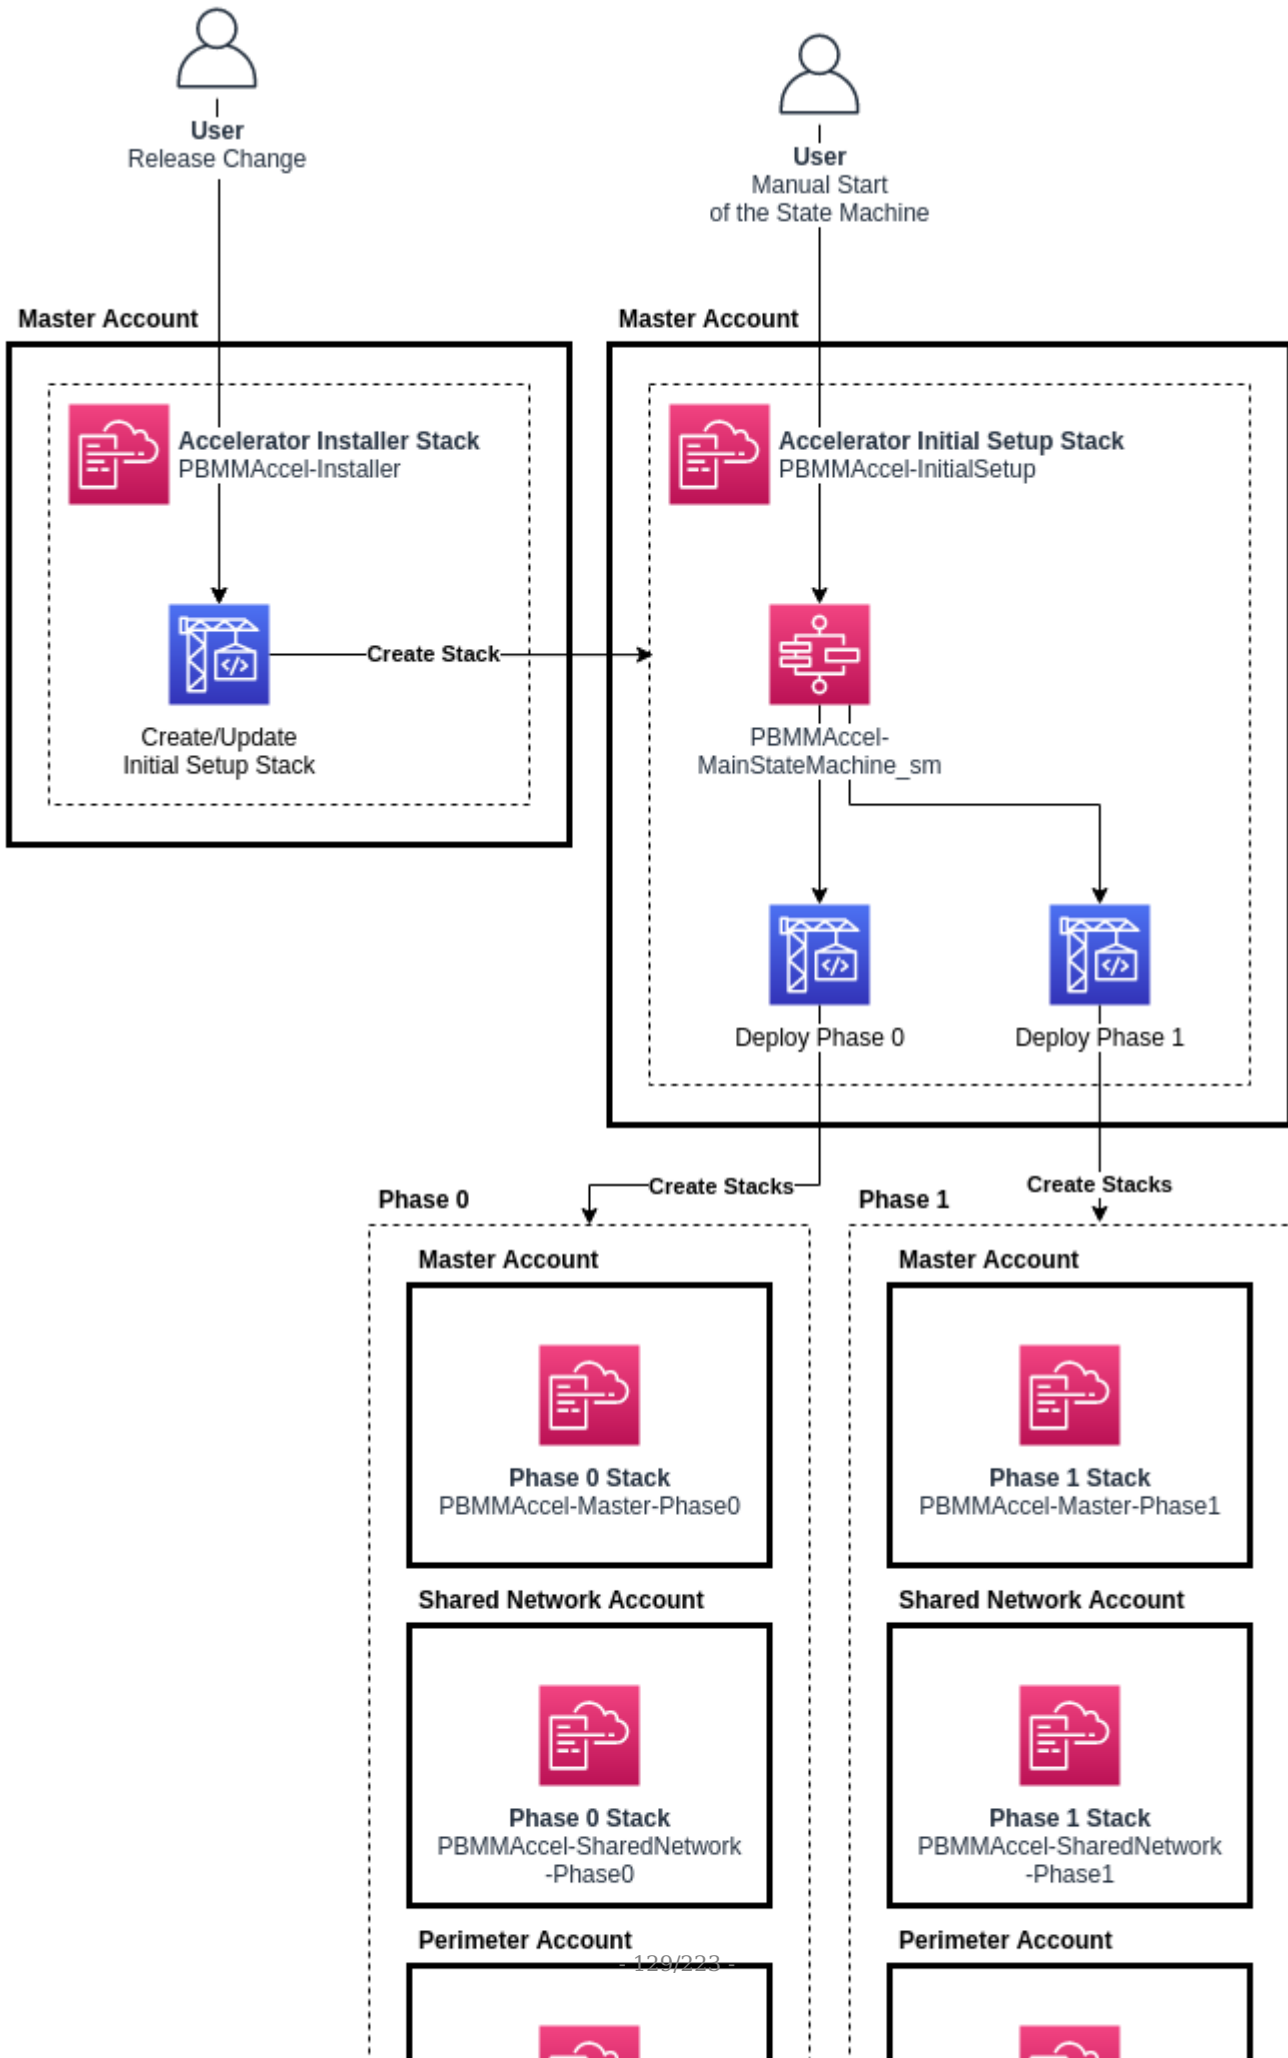 User
Release Change
User
Manual Start
of the State Machine
Master Account
Master Account
Accelerator Installer Stack
PBMMAccel-Installer
Accelerator Initial Setup Stack
PBMMAccel-InitialSetup
Create Stack
Create/Update
Initial Setup Stack
PBMMAccel-
MainStateMachine_sm
</>
</>
</>
Deploy Phase 0
Deploy Phase 1
Create Stacks
Create Stacks
Phase 0
Phase 1
Master Account
Master Account
Phase 0 Stack
PBMMAccel-Master-Phase0
Phase 1 Stack
PBMMAccel-Master-Phase1
Shared Network Account
Shared Network Account
Phase 0 Stack
PBMMAccel-SharedNetwork
-Phase0
Phase 1 Stack
PBMMAccel-SharedNetwork
-Phase1
Perimeter Account
Perimeter Account
- 129/223 -